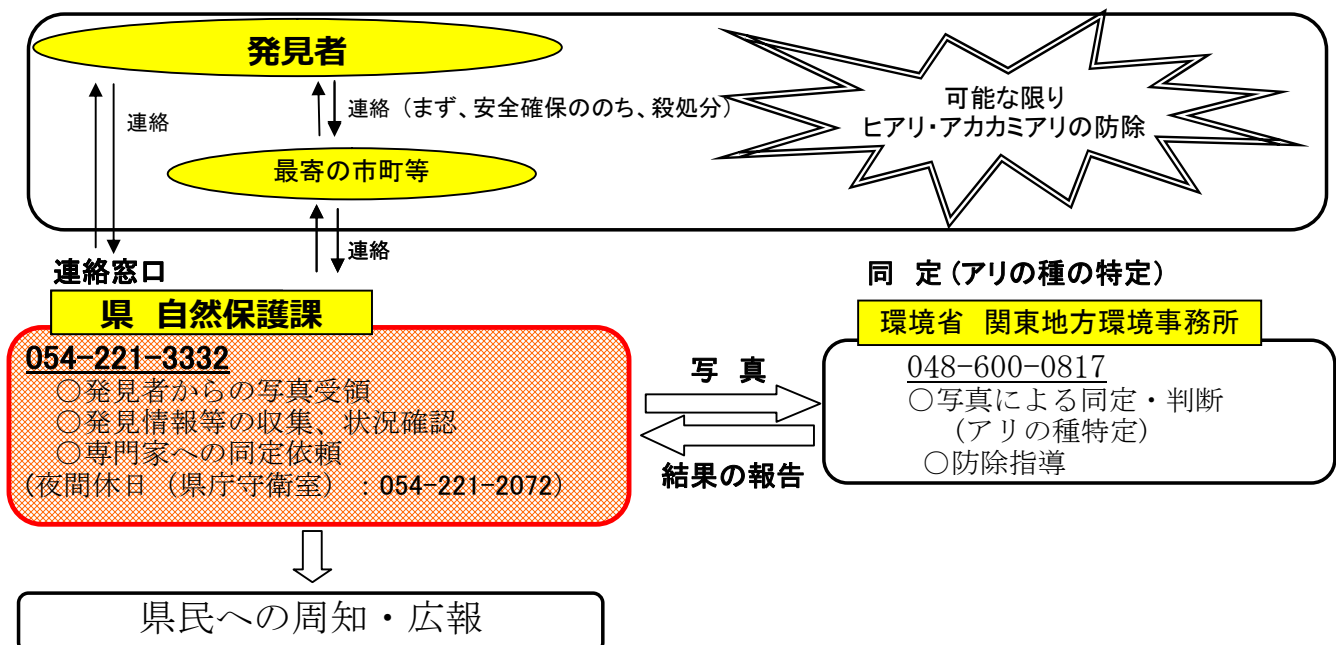 発見者
連絡
連絡（まず、安全確保ののち、殺処分）
可能な限り
ヒアリ・アカカミアリの防除
最寄の市町等
連絡
連絡窓口
県　自然保護課
054-221-3332
○発見者からの写真受領
○発見情報等の収集、状況確認
○専門家への同定依頼
(夜間休日（県庁守衛室）：054-221-2072)
写　真
結果の報告
同　定（アリの種の特定）
環境省　関東地方環境事務所
048-600-0817
○写真による同定・判断
（アリの種特定）
○防除指導
県民への周知・広報